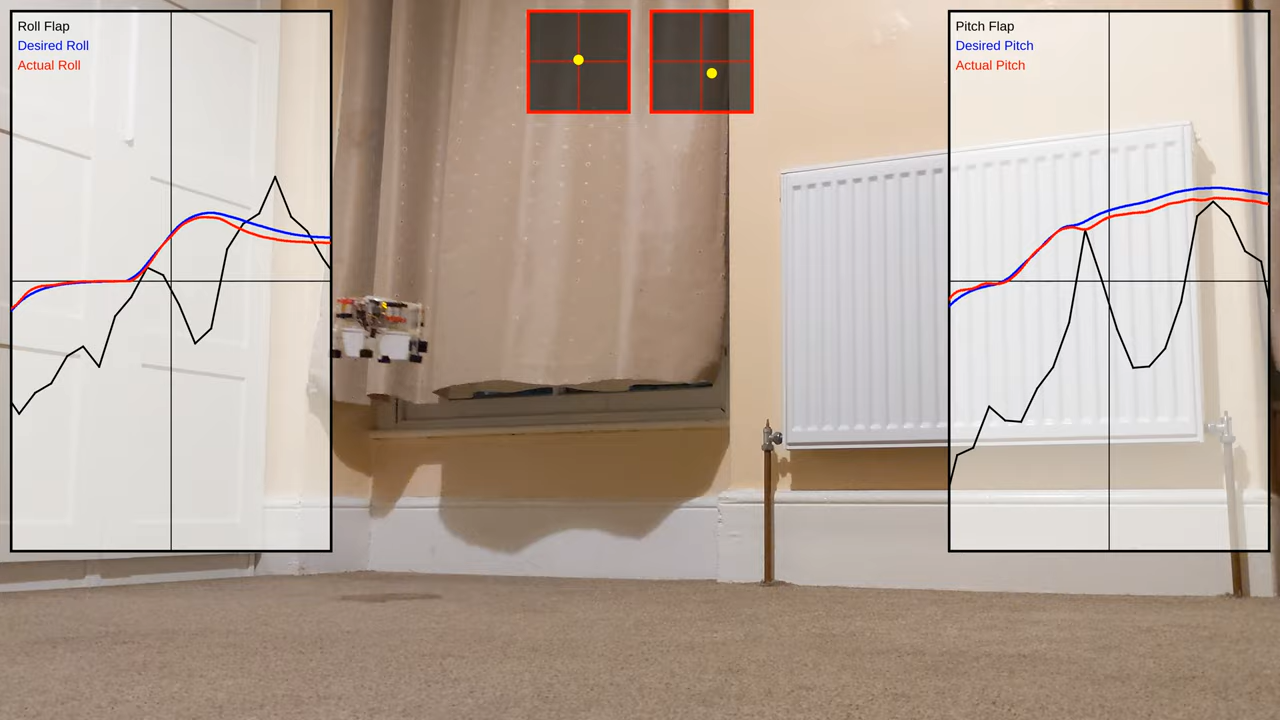 Roll Flap
Desired Roll
Actual Roll
Pitch Flap
Desired Pitch
Actual Pitch